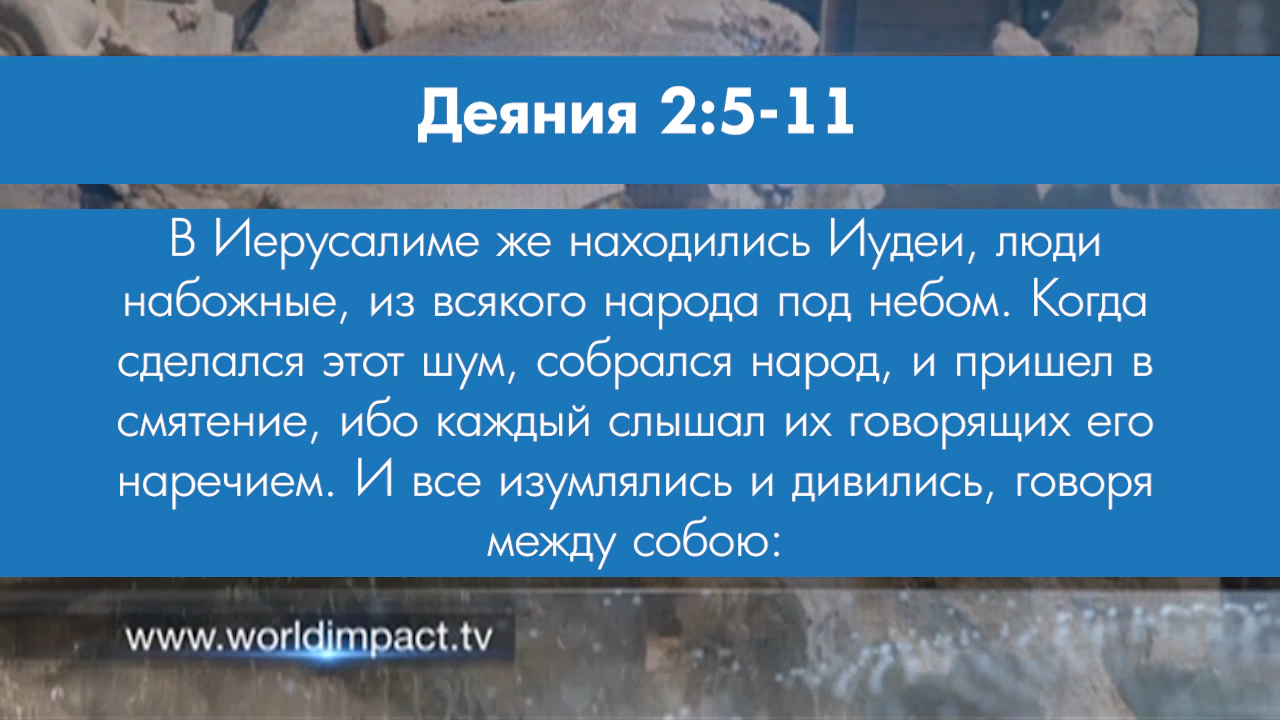 Деяния 2:5-11
В Иерусалиме же находились Иудеи, люди
набожные, из всякого народа под небом. Когда
сделался этот шум, собрался народ, и пришел в
смятение, ибо каждый слышал их говорящих его
наречием. И все изумлялись и дивились, говоря
между собою:
www.worldimpact.tv